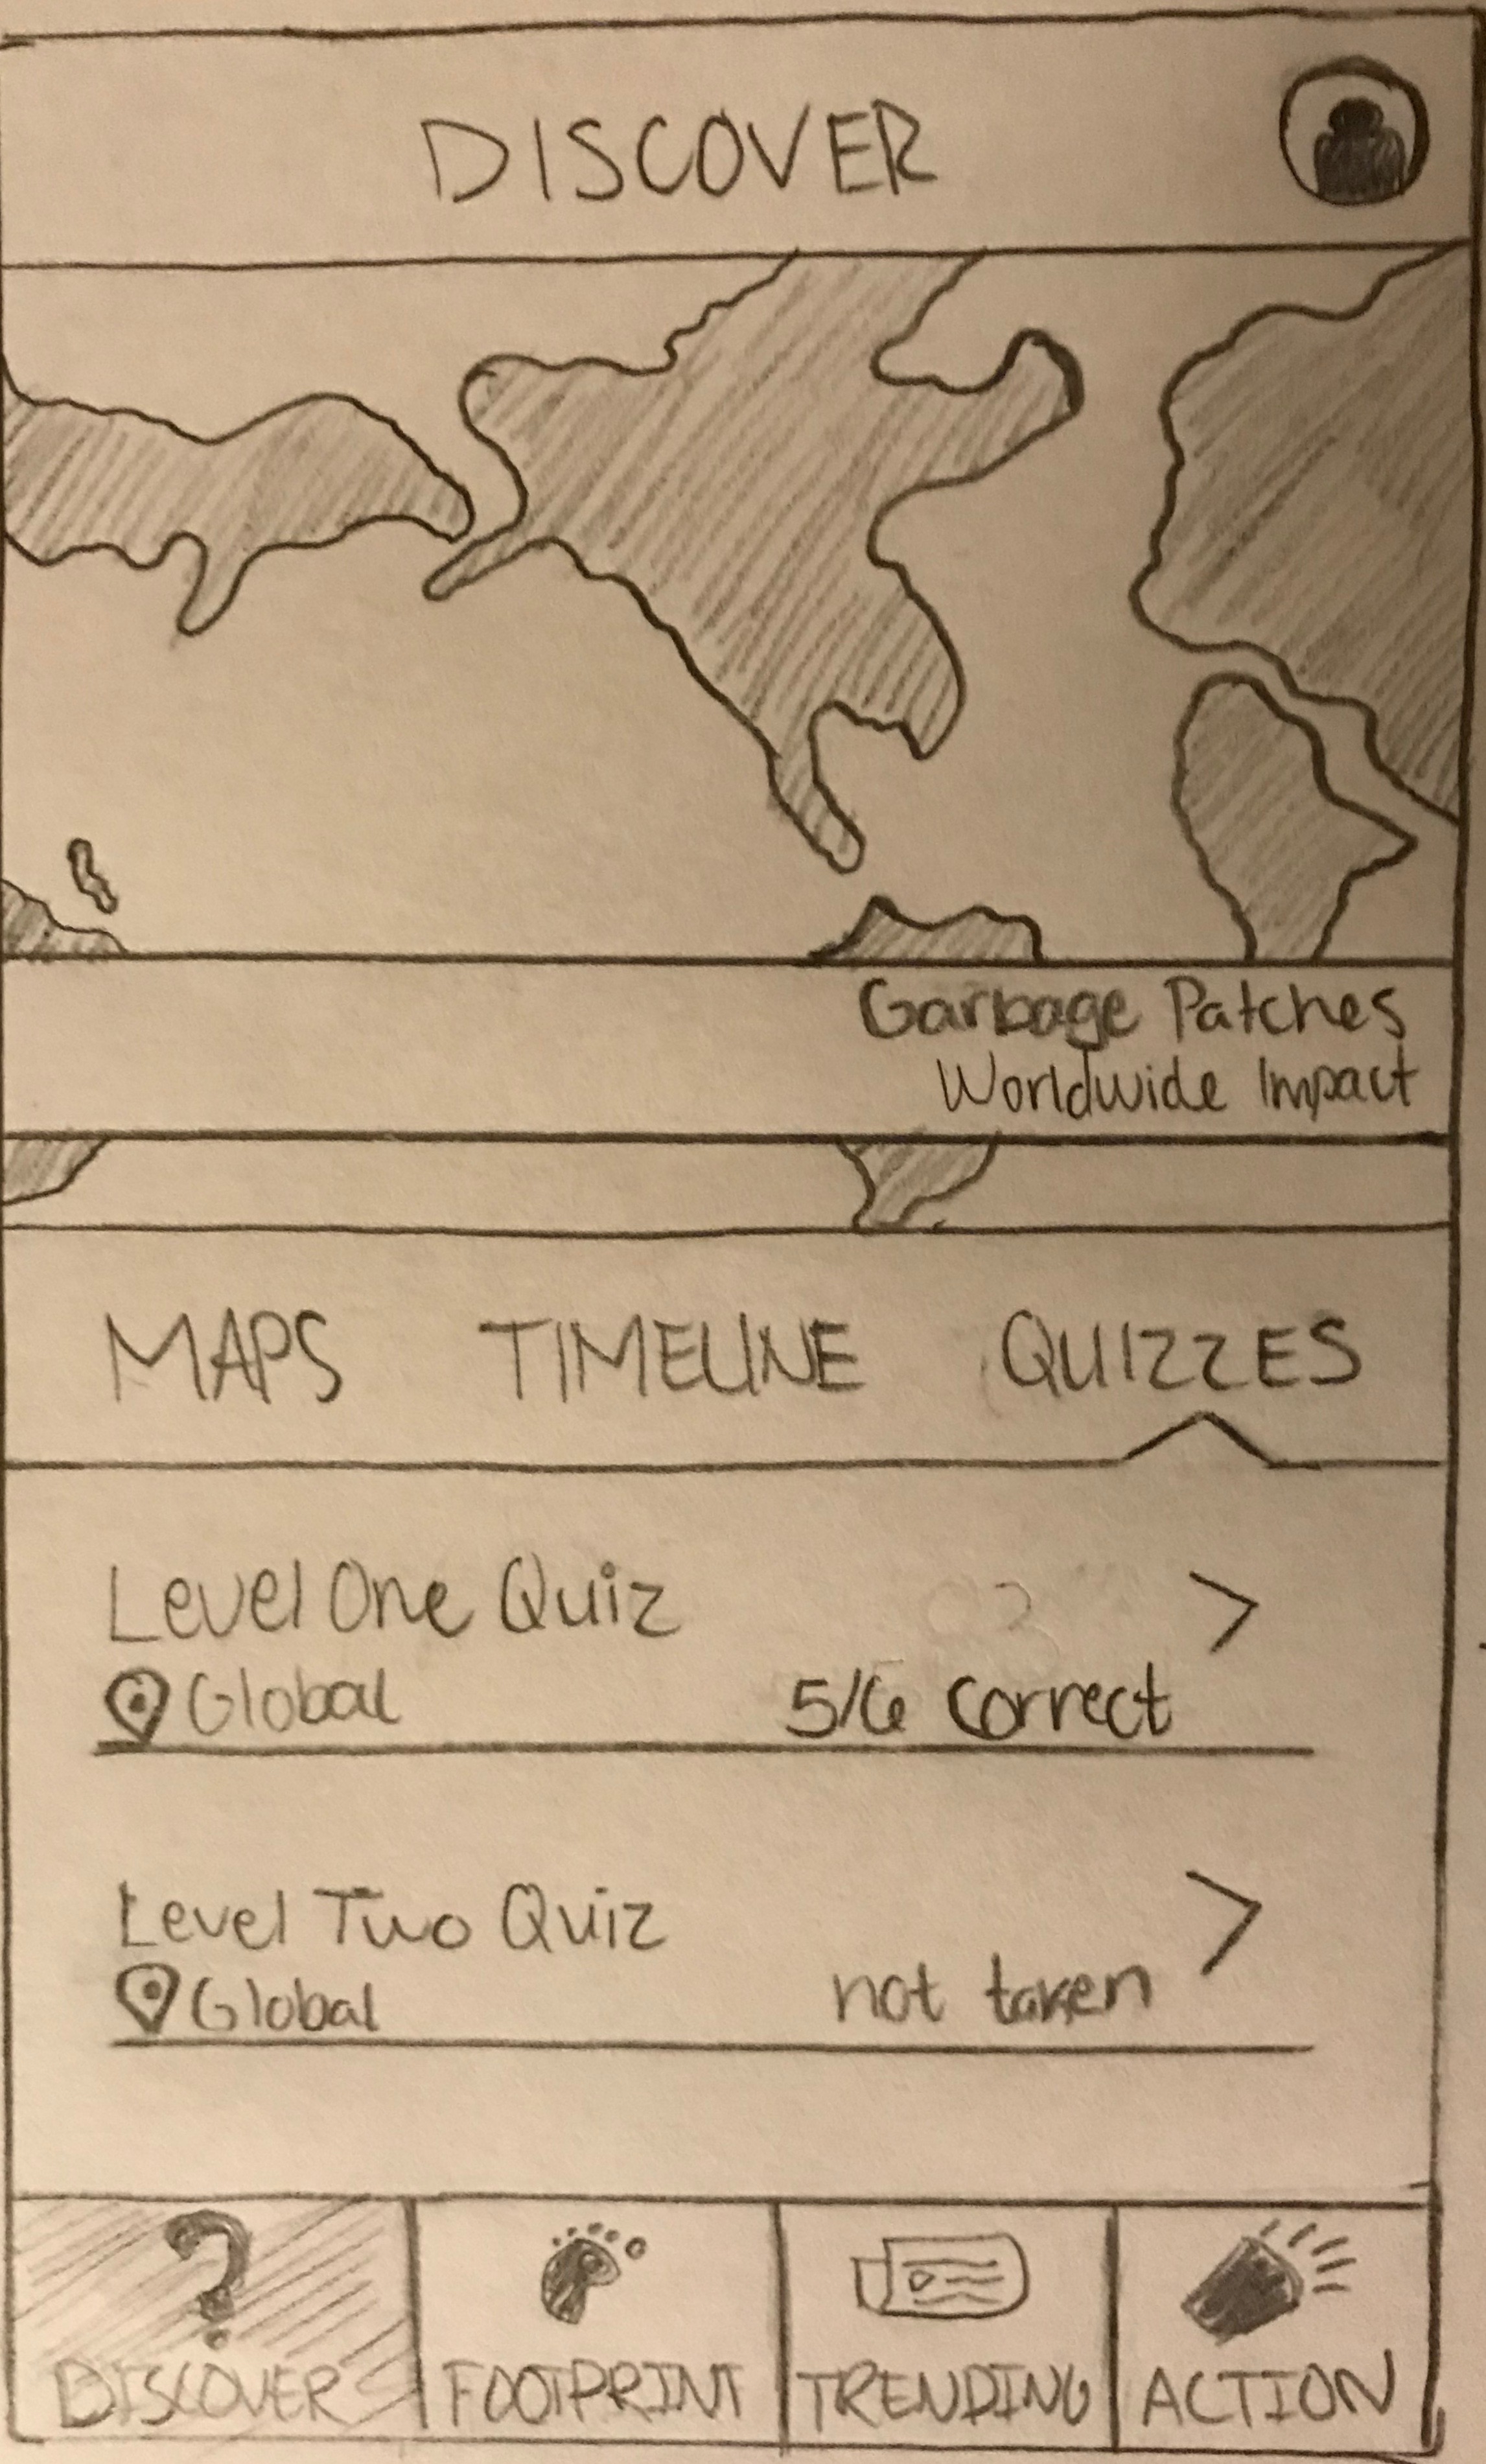 DISCOVER
Garbage Patches
Worldwide Impact
MAPS TIMELINE QUIZZES
Level One Quiz >
Global 5/6 correct
Level Two Quiz >
Global not taken
?
DISCOVER FOOTPRINT TRENDING ACTION